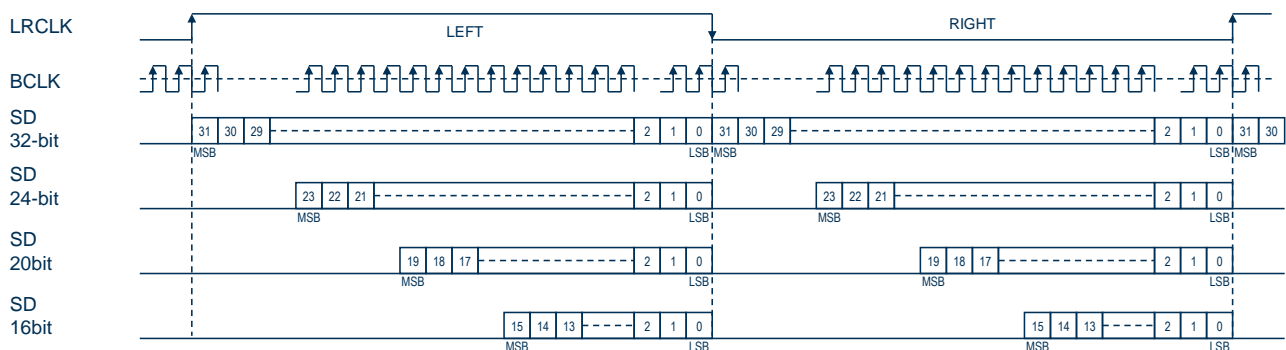 LRCLK LEFT RIGHT
BCLK
SD
32-bit 31 30 29 2 1 0 31 30 29 2 1 0 31 30
MSB LSB MSB LSB MSB
SD
24-bit 23 22 21 2 1 0 23 22 21 2 1 0
MSB LSB MSB LSB
SD
20bit 19 18 17 2 1 0 19 18 17 2 1 0
MSB LSB MSB LSB
SD
16bit 15 14 13 2 1 0 15 14 13 2 1 0
MSB LSB MSB LSB